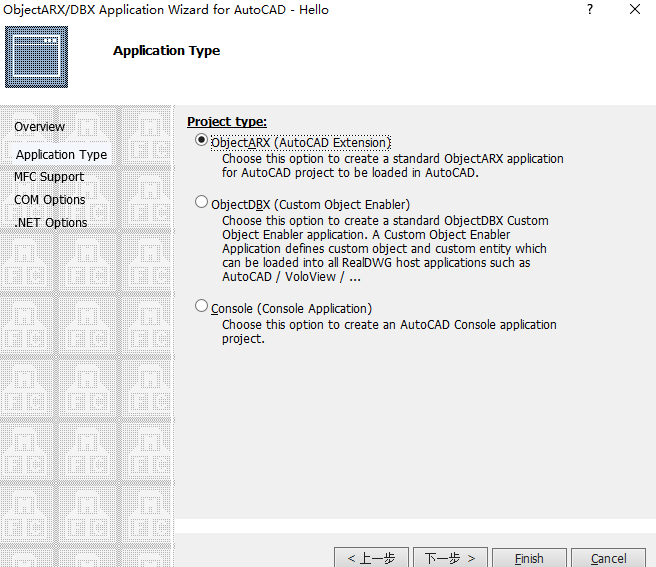 ObjectARX/DBX Application Wizard for AutoCAD - Hello
?
Application Type
Overview
Application Type
MFC Support
COM Options
.NET Options
Project type:
ObjectARX (AutoCAD Extension)
Choose this option to create a standard ObjectARX application
for AutoCAD project to be loaded in AutoCAD.
ObjectDBX (Custom Object Enabler)
Choose this option to create a standard ObjectDBX Custom
Object Enabler application. A Custom Object Enabler
Application defines custom object and custom entity which
can be loaded into all RealDWG host applications such as
AutoCAD / VoloView / ...
Console (Console Application)
Choose this option to create an AutoCAD Console application
project.
< 上一步
下一步 >
Finish
Cancel